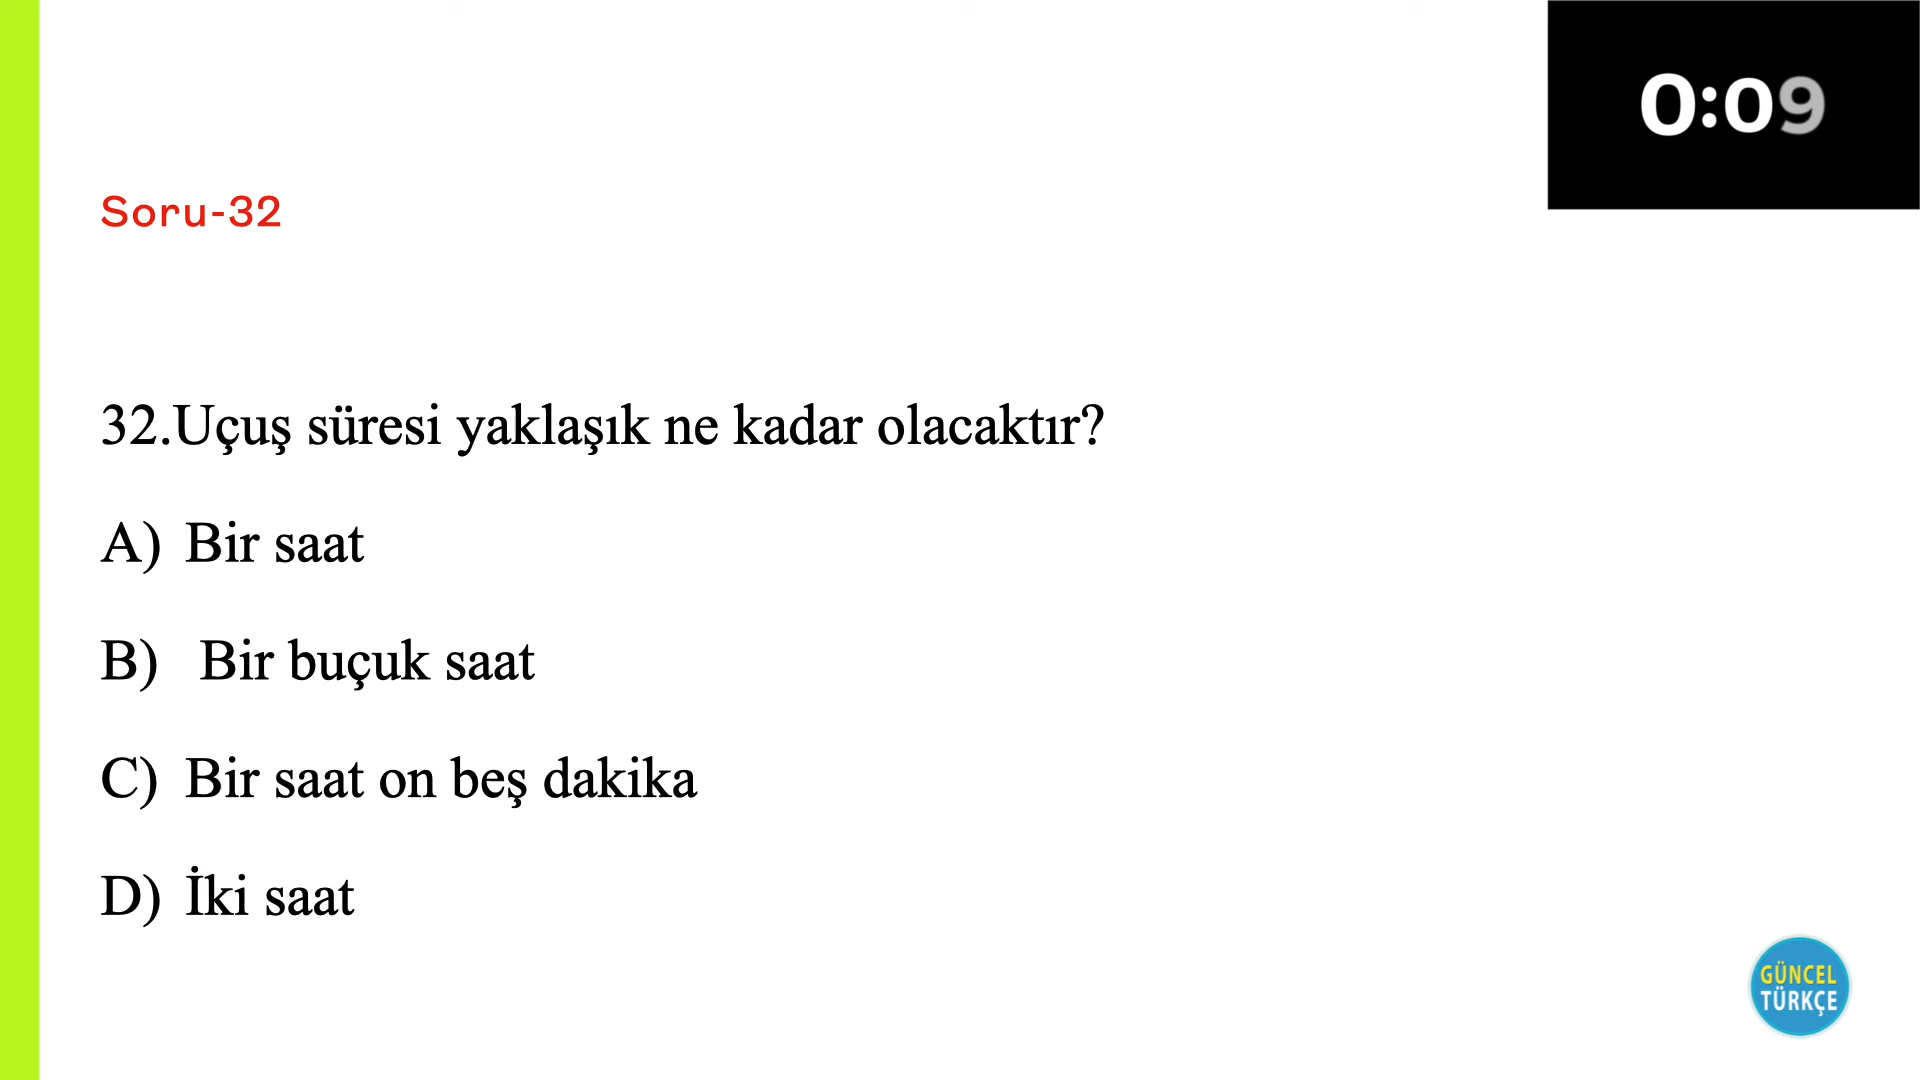 0:09
Soru-32
32.Uçuş süresi yaklaşık ne kadar olacaktır?
A) Bir saat
B) Bir buçuk saat
C) Bir saat on beş dakika
D) İki saat
GÜNCEL
TÜRKÇE